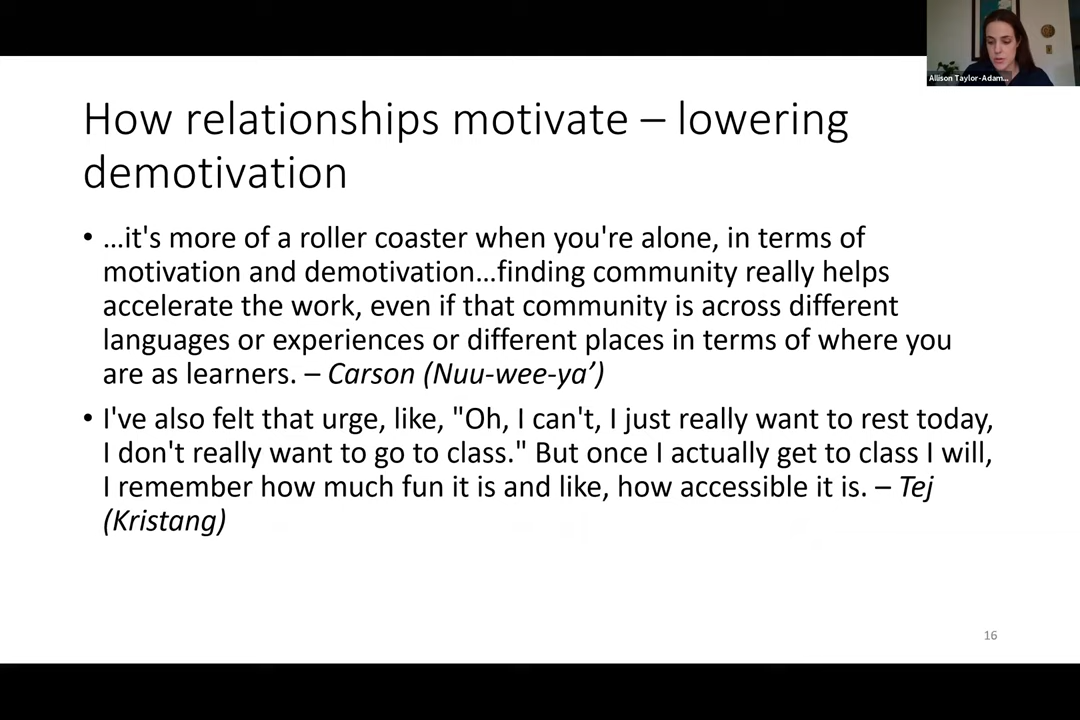 Allison Taylor-Adam...
How relationships motivate – lowering
demotivation
• …it's more of a roller coaster when you're alone, in terms of
motivation and demotivation…finding community really helps
accelerate the work, even if that community is across different
languages or experiences or different places in terms of where you
are as learners. – Carson (Nuu-wee-ya’)
• I've also felt that urge, like, "Oh, I can't, I just really want to rest today,
I don't really want to go to class." But once I actually get to class I will,
I remember how much fun it is and like, how accessible it is. – Tej
(Kristang)
16